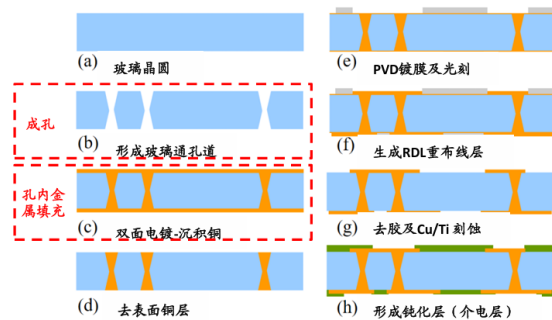 (a)
玻璃晶圆
成孔
(b)
形成玻璃通孔道
孔内金
属填充
(c)
双面电镀-沉积铜
(d)
去表面铜层
(e)
PVD镀膜及光刻
(f)
生成RDL重布线层
(g)
去胶及Cu/Ti 刻蚀
(h)
形成钝化层（介电层）